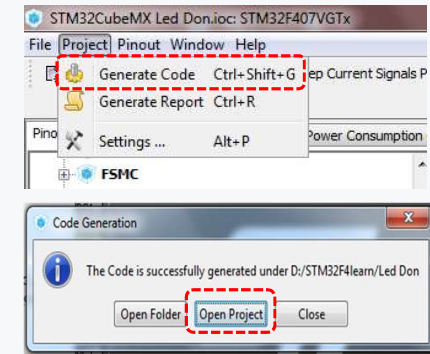 STM32CubeMX Led Don.ioc: STM32F407VGTx
File Project Pinout Window Help
Generate Code Ctrl+Shift+G
ep Current Signals P
Generate Report Ctrl+R
Pino
Settings ... Alt+P
Power Consumption
FSMC
Code Generation
The Code is successfully generated under D:/STM32F4learn/Led Don
Open Folder Open Project Close